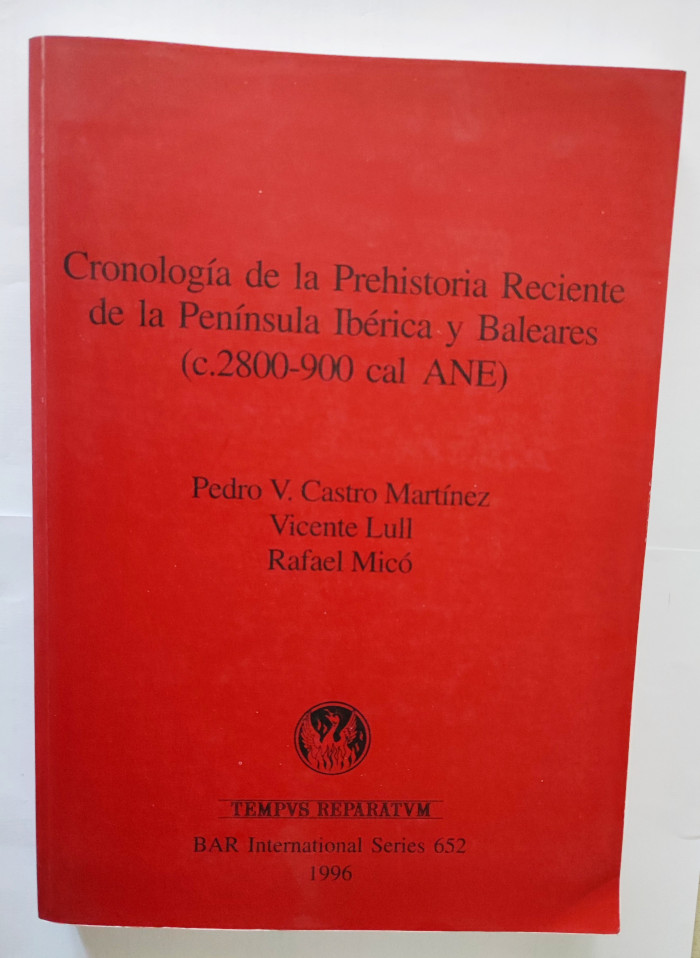 Cronología de la Prehistoria Reciente
de la Península Ibérica y Baleares
(c.2800-900 cal ANE)
Pedro V. Castro Martínez
Vicente Lull
Rafael Micó
TEMPVS REPARATVM
BAR International Series 652
1996